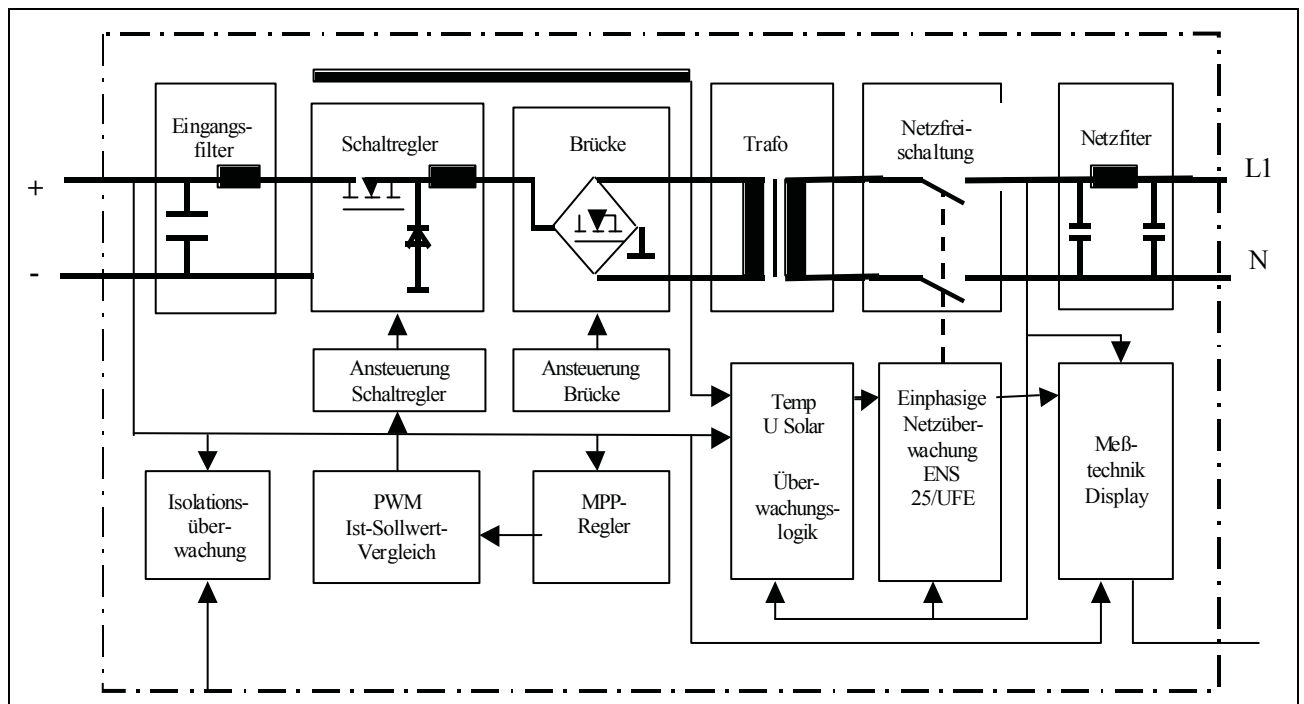 Eingangs-
filter
Schaltregler
Brücke
Trafo
Netzfrei-
schaltung
Netzfiter
+
-
L1
N
Ansteuerung
Schaltregler
Ansteuerung
Brücke
Isolations-
über-
wachung
PWM
Ist-Sollwert-
Vergleich
MPP-
Regler
Temp
U Solar
Über-
wachungs-
logik
Einphasige
Netzüber-
wachung
ENS
25/UFE
Meß-
technik
Display